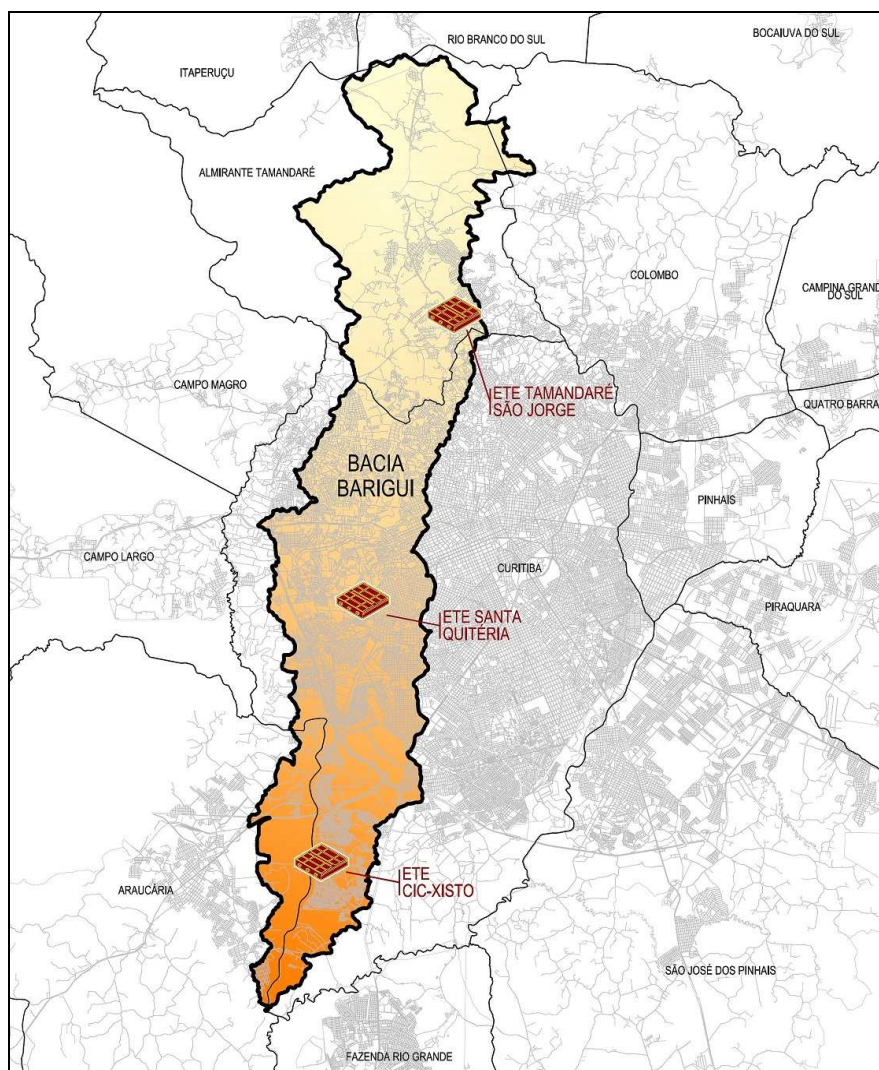 RIO BRANCO DO SUL
BOCAIUVA DO SUL
ITAPERUÇU
ALMIRANTE TAMANDARÉ
COLOMBO
CAMPINA GRAND
DO SUL
CAMPO MAGRO
ETE TAMANDARÉ
SÃO JORGE
QUATRO BARRA
BACIA
BARIGUI
PINHAIS
CAMPO LARGO
CURITIBA
PIRAQUARA
ETE SANTA
QUITÉRIA
ETE
CIC-XISTO
ARAUCÁRIA
SÃO JOSÉ DOS PINHAIS
FAZENDA RIO GRANDE